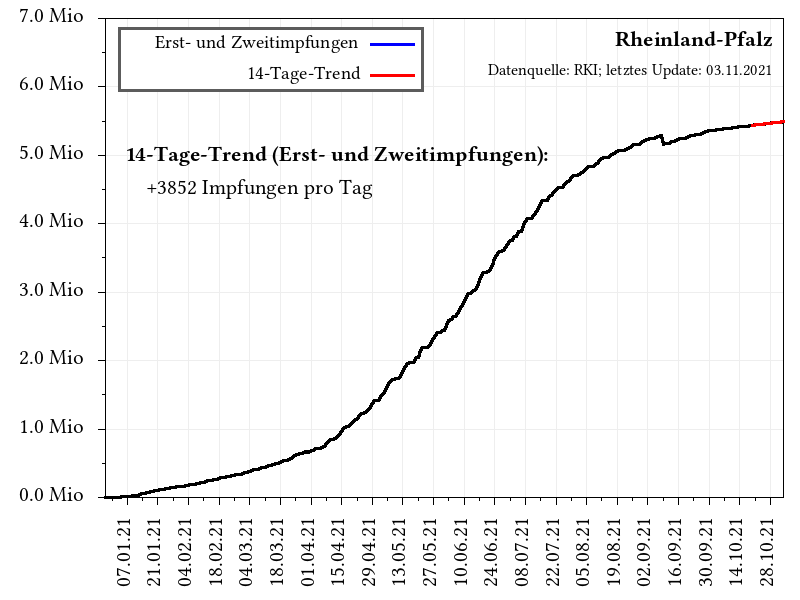 7.0 Mio
6.0 Mio
5.0 Mio
4.0 Mio
3.0 Mio
2.0 Mio
1.0 Mio
0.0 Mio
Erst- und Zweitimpfungen
14-Tage-Trend
Rheinland-Pfalz
Datenquelle: RKI; letztes Update: 03.11.2021
14-Tage-Trend (Erst- und Zweitimpfungen):
+3852 Impfungen pro Tag
07.01.21
21.01.21
04.02.21
18.02.21
04.03.21
18.03.21
01.04.21
15.04.21
29.04.21
13.05.21
27.05.21
10.06.21
24.06.21
08.07.21
22.07.21
05.08.21
19.08.21
02.09.21
16.09.21
30.09.21
14.10.21
28.10.21